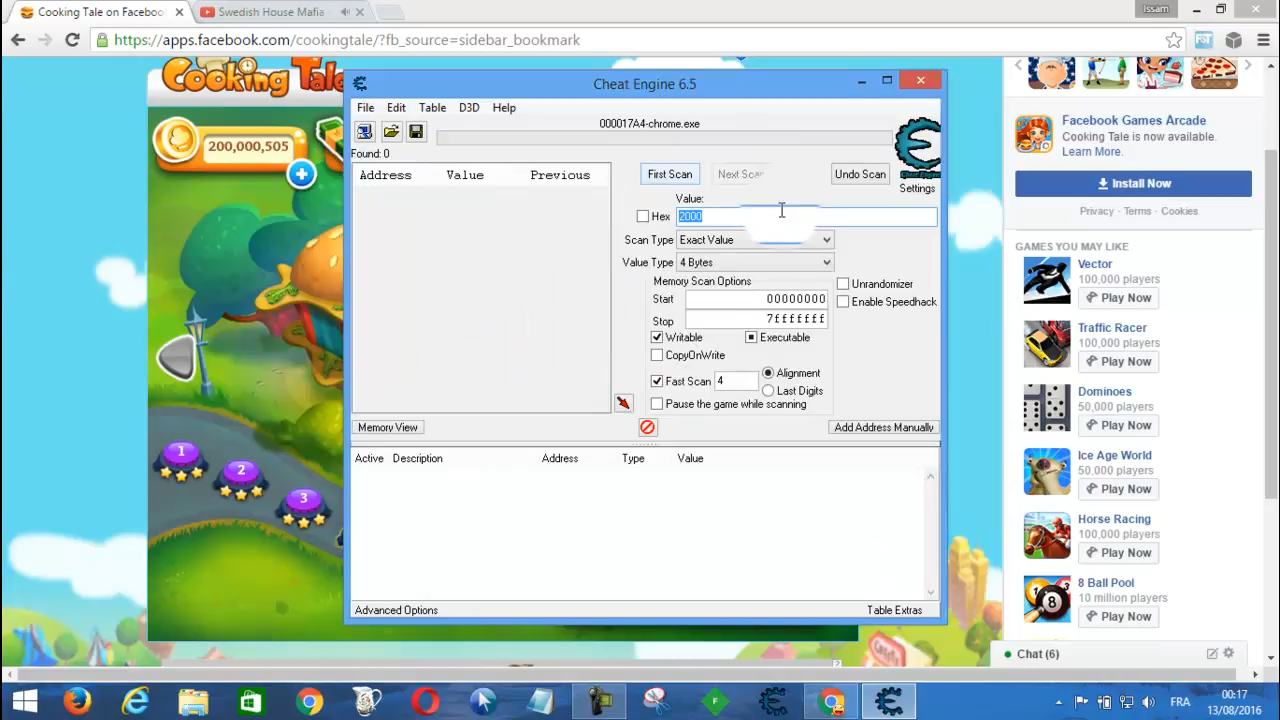 Cooking Tale on Faceboo
Swedish House Mafia
Issam
https://apps.facebook.com/cookingtale/?fb_source=sidebar_bookmark
Cooking Tale
200,000,505
1
2
3
Cheat Engine 6.5
File Edit Table D3D Help
000017A4-chrome.exe
Found: 0
Address Value Previous
First Scan Next Scan Undo Scan
Cheat Engine
Settings
Value:
Hex 2000
Scan Type Exact Value
Value Type 4 Bytes
Memory Scan Options
Start 00000000
Stop 7fffffff
Unrandomizer
Enable Speedhack
Writable Executable
CopyOnWrite
Fast Scan 4 Alignment
Last Digits
Pause the game while scanning
Memory View Add Address Manually
Active Description Address Type Value
Advanced Options Table Extras
Facebook Games Arcade
Cooking Tale is now available.
Learn More.
Install Now
Privacy · Terms · Cookies
GAMES YOU MAY LIKE
Vector
100,000 players
Play Now
Traffic Racer
100,000 players
Play Now
Dominoes
50,000 players
Play Now
Ice Age World
50,000 players
Play Now
Horse Racing
100,000 players
Play Now
8 Ball Pool
10 million players
Play Now
Chat (6)
FRA
00:17
13/08/2016